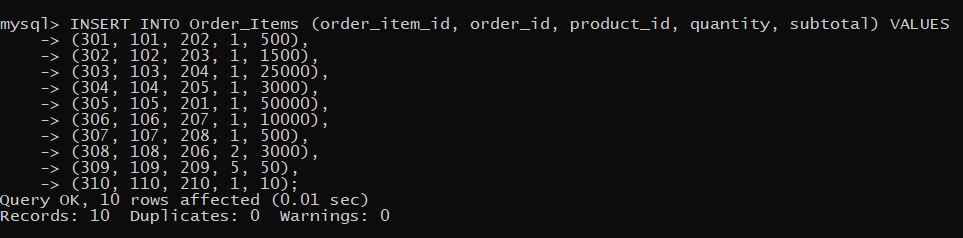 mysql> INSERT INTO Order_Items (order_item_id, order_id, product_id, quantity, subtotal) VALUES
    -> (301, 101, 202, 1, 500),
    -> (302, 102, 203, 1, 1500),
    -> (303, 103, 204, 1, 25000),
    -> (304, 104, 205, 1, 3000),
    -> (305, 105, 201, 1, 50000),
    -> (306, 106, 207, 1, 10000),
    -> (307, 107, 208, 1, 500),
    -> (308, 108, 206, 2, 3000),
    -> (309, 109, 209, 5, 50),
    -> (310, 110, 210, 1, 10);
Query OK, 10 rows affected (0.01 sec)
Records: 10  Duplicates: 0  Warnings: 0